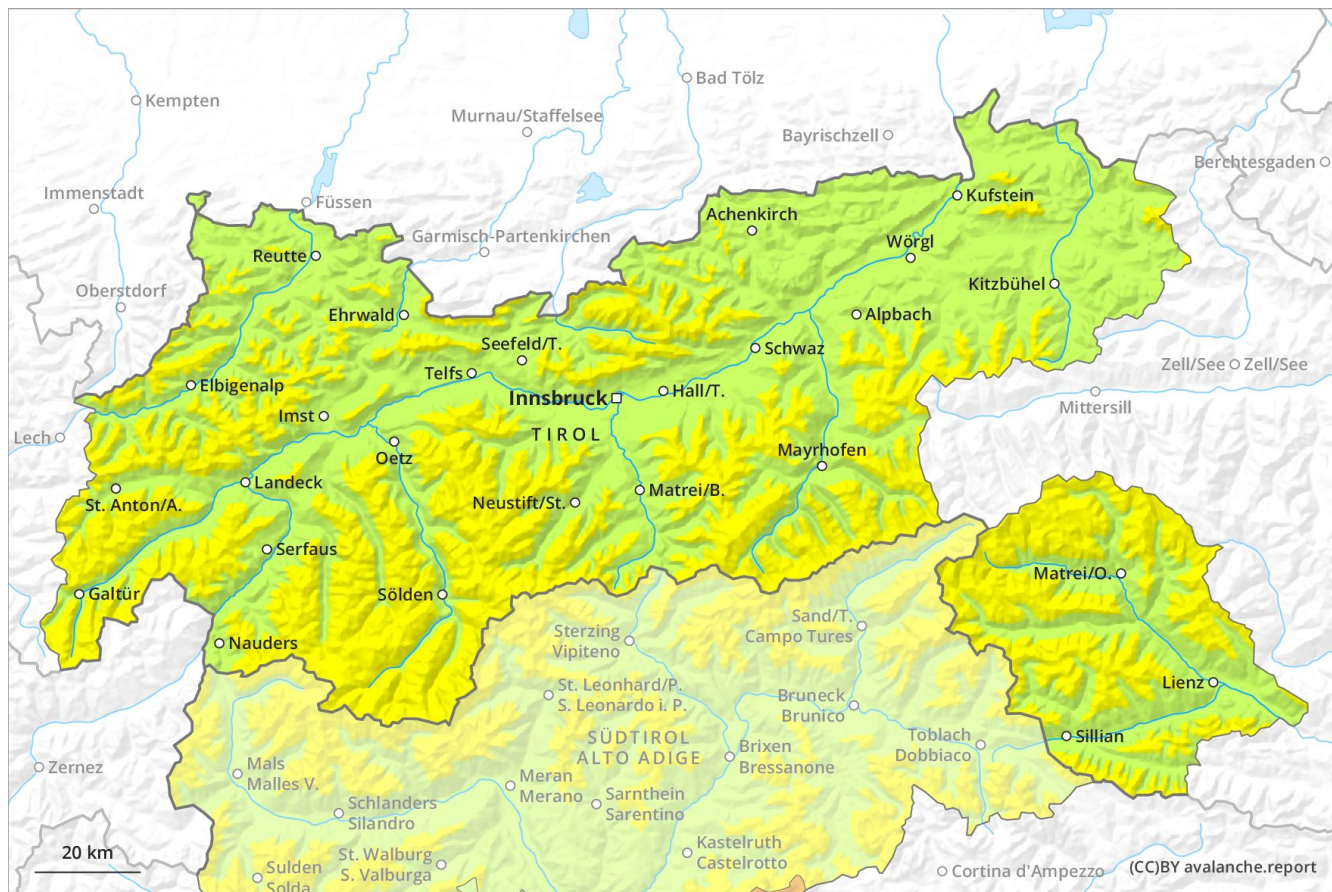 Bad Tölz
Kempten
Murnau/Staffelsee
Bayrischzell
Berchtesgaden
Immenstadt
Füssen
Kufstein
Achenkirch
Garmisch-Partenkirchen
Wörgl
Reutte
Kitzbühel
Oberstdorf
Ehrwald
Alpbach
Seefeld/T.
Schwaz
Zell/See
Zell/See
Telfs
Elbigenalp
Hall/T.
Innsbruck
Mittersill
Imst
TIROL
Lech
Oetz
Mayrhofen
Landeck
Matrei/B.
St. Anton/A.
Neustift/St.
Serfaus
Matrei/O.
Galtür
Sölden
Sand/T.
Campo Tures
Sterzing
Vipiteno
Nauders
Lienz
St. Leonhard/P.
S. Leonardo i. P.
Bruneck
Brunico
SÜDTIROL
ALTO ADIGE
Toblach
Dobbiaco
Sillian
Brixen
Bressanone
Zernez
Mals
Malles V.
Meran
Merano
Sarnthein
Sarentino
Schlanders
Silandro
Kastelruth
Castelrotto
20 km
St. Walburg
S. Valburga
Sulden
Solda
Cortina d'Ampezzo
(CC)BY avalanche.report